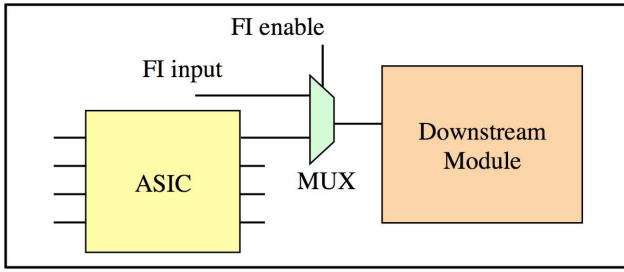 FI enable
FI input
ASIC
MUX
Downstream
Module